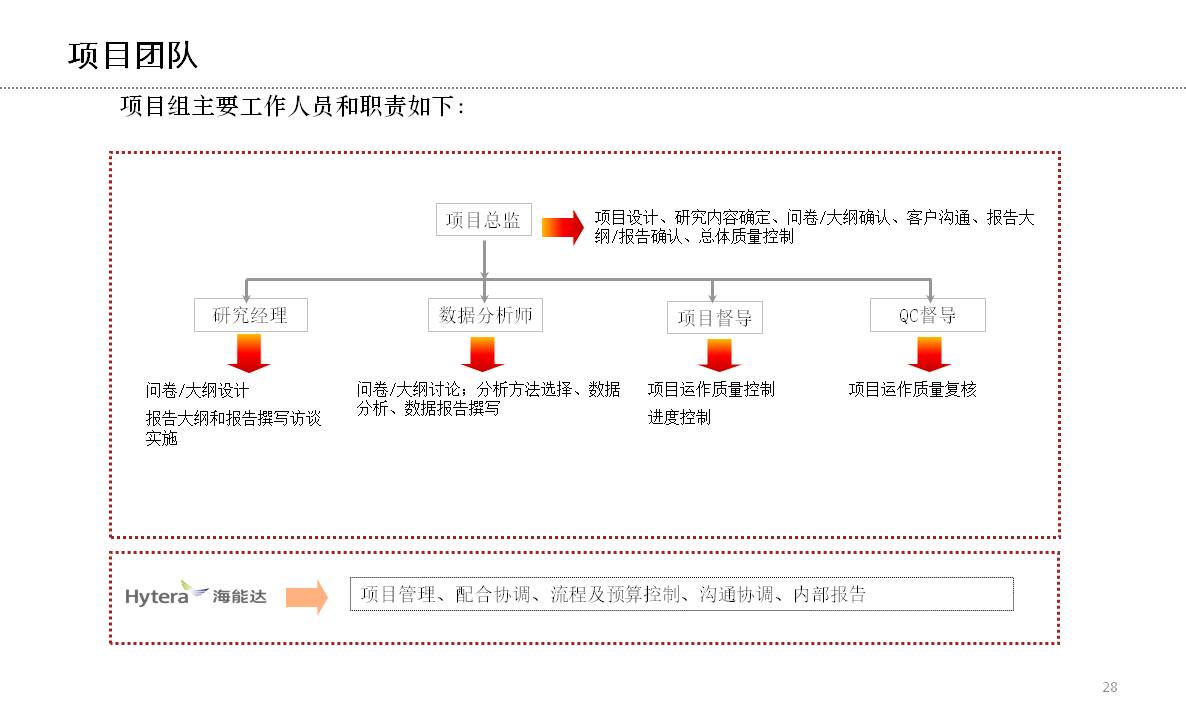 项目团队
项目组主要工作人员和职责如下：
项目总监
项目设计、研究内容确定、问卷/大纲确认、客户沟通、报告大
纲/报告确认、总体质量控制
研究经理
数据分析师
项目督导
QC督导
问卷/大纲设计
报告大纲和报告撰写访谈
实施
问卷/大纲讨论；分析方法选择、数据
分析、数据报告撰写
项目运作质量控制
进度控制
项目运作质量复核
Hytera 海能达
项目管理、配合协调、流程及预算控制、沟通协调、内部报告
28